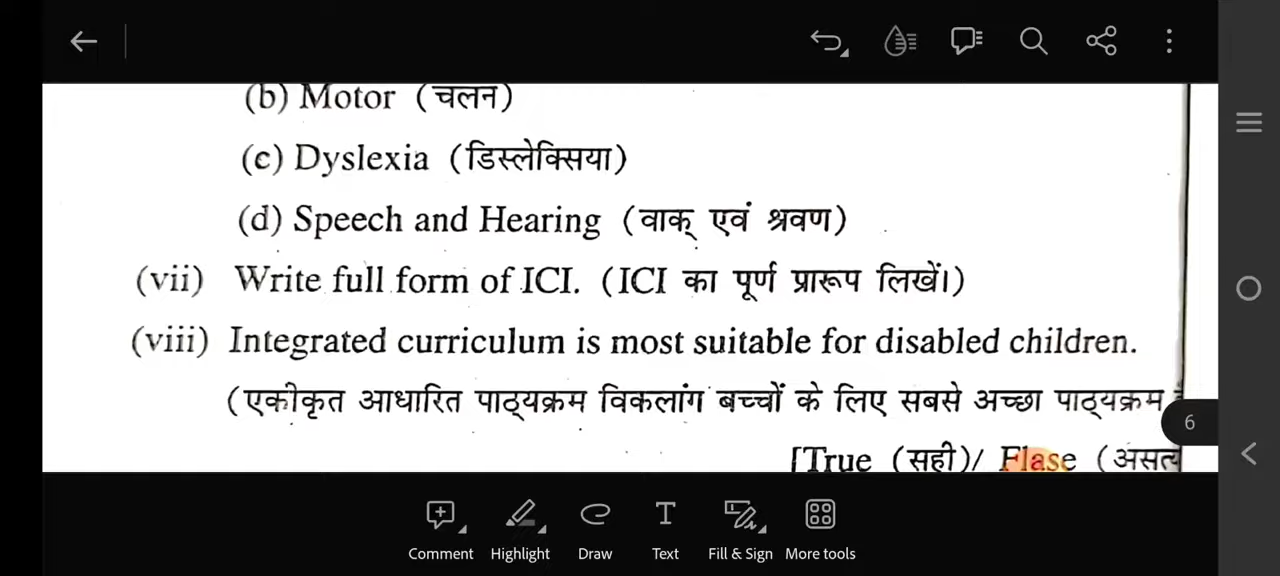 (b) Motor (चलन)
(c) Dyslexia (डिस्लेक्सिया)
(d) Speech and Hearing (वाक् एवं श्रवण)
(vii) Write full form of ICI. (ICI का पूर्ण प्रारूप लिखें।)
(viii) Integrated curriculum is most suitable for disabled children.
(एकीकृत आधारित पाठ्यक्रम विकलांग बच्चों के लिए सबसे अच्छा पाठ्यक्रम
6
[True (सही)/ Flase (असत्य
Comment Highlight Draw Text Fill & Sign More tools